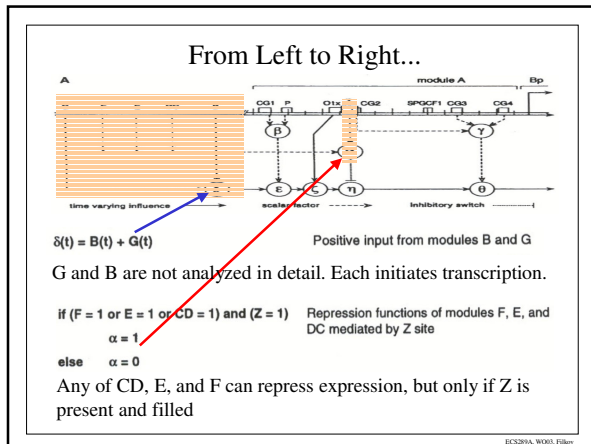 From Left to Right...
A
module A
Bp
CG1 P O1x CG2 SPGCF1 CG3 CG4
β
γ
ε ζ η θ
time varying influence
scalar factor
inhibitory switch
δ(t) = B(t) + G(t)
Positive input from modules B and G
G and B are not analyzed in detail. Each initiates transcription.
if (F = 1 or E = 1 or CD = 1) and (Z = 1)
Repression functions of modules F, E, and
α = 1
DC mediated by Z site
else α = 0
Any of CD, E, and F can repress expression, but only if Z is
present and filled
ECS289A, WQ03, Filkov